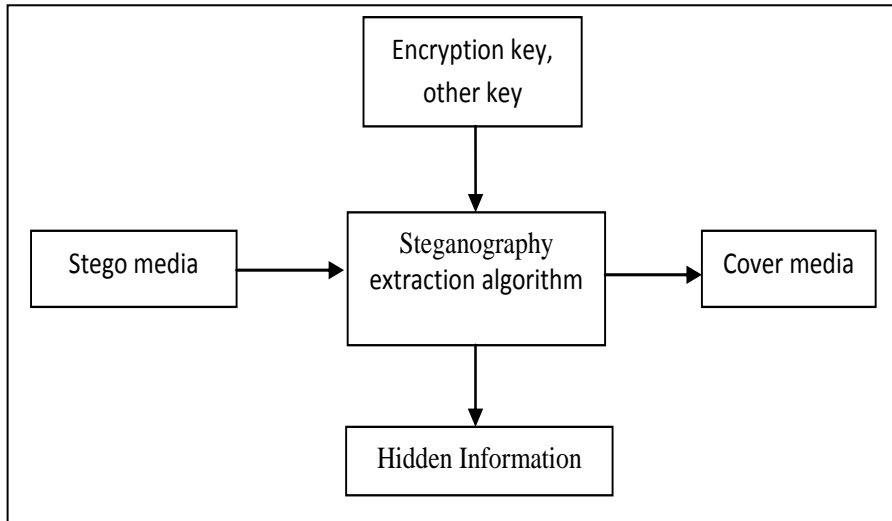 Encryption key,
other key
Stego media
Steganography
extraction algorithm
Cover media
Hidden Information